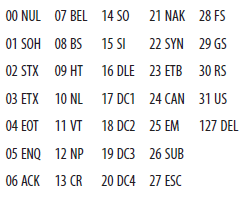 00 NUL 07 BEL 14 SO 21 NAK 28 FS
01 SOH 08 BS 15 SI 22 SYN 29 GS
02 STX 09 HT 16 DLE 23 ETB 30 RS
03 ETX 10 NL 17 DC1 24 CAN 31 US
04 EOT 11 VT 18 DC2 25 EM 127 DEL
05 ENQ 12 NP 19 DC3 26 SUB
06 ACK 13 CR 20 DC4 27 ESC